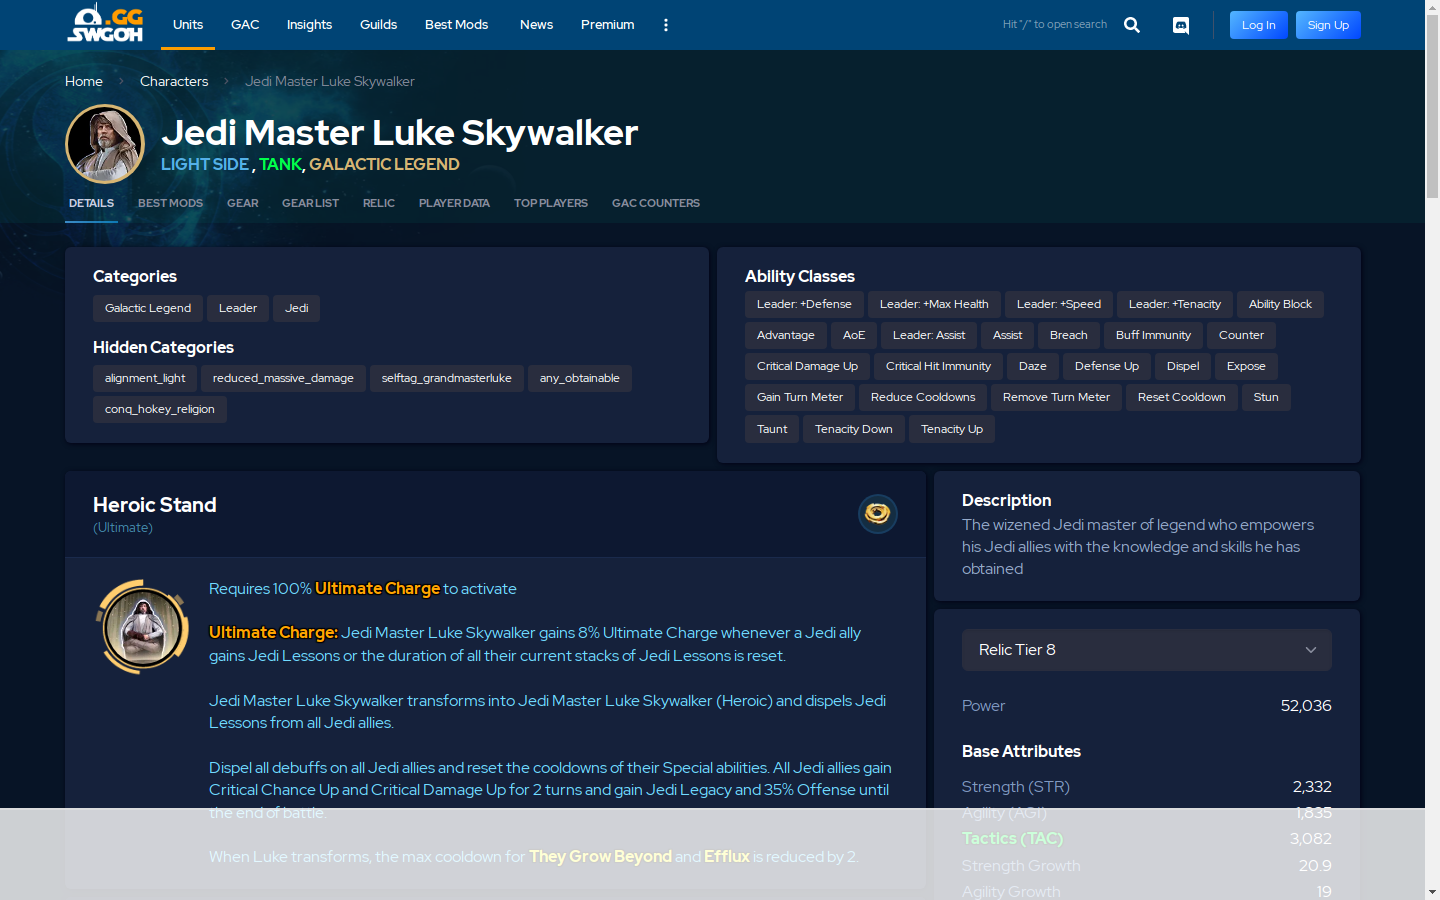 .GG
SWGOH
Units
GAC
Insights
Guilds
Best Mods
News
Premium
Hit "/" to open search
Log In
Sign Up
Home
Characters
Jedi Master Luke Skywalker
Jedi Master Luke Skywalker
LIGHT SIDE , TANK, GALACTIC LEGEND
DETAILS
BEST MODS
GEAR
GEAR LIST
RELIC
PLAYER DATA
TOP PLAYERS
GAC COUNTERS
Categories
Galactic Legend
Leader
Jedi
Hidden Categories
alignment_light
reduced_massive_damage
selftag_grandmasterluke
any_obtainable
conq_hokey_religion
Ability Classes
Leader: +Defense
Leader: +Max Health
Leader: +Speed
Leader: +Tenacity
Ability Block
Advantage
AoE
Leader: Assist
Assist
Breach
Buff Immunity
Counter
Critical Damage Up
Critical Hit Immunity
Daze
Defense Up
Dispel
Expose
Gain Turn Meter
Reduce Cooldowns
Remove Turn Meter
Reset Cooldown
Stun
Taunt
Tenacity Down
Tenacity Up
Heroic Stand
(Ultimate)
Requires 100% Ultimate Charge to activate
Ultimate Charge: Jedi Master Luke Skywalker gains 8% Ultimate Charge whenever a Jedi ally
gains Jedi Lessons or the duration of all their current stacks of Jedi Lessons is reset.
Jedi Master Luke Skywalker transforms into Jedi Master Luke Skywalker (Heroic) and dispels Jedi
Lessons from all Jedi allies.
Dispel all debuffs on all Jedi allies and reset the cooldowns of their Special abilities. All Jedi allies gain
Critical Chance Up and Critical Damage Up for 2 turns and gain Jedi Legacy and 35% Offense until
the end of battle.
When Luke transforms, the max cooldown for They Grow Beyond and Efflux is reduced by 2.
Description
The wizened Jedi master of legend who empowers
his Jedi allies with the knowledge and skills he has
obtained
Relic Tier 8
Power 52,036
Base Attributes
Strength (STR) 2,332
Agility (AGI) 1,835
Tactics (TAC) 3,082
Strength Growth 20.9
Agility Growth 19